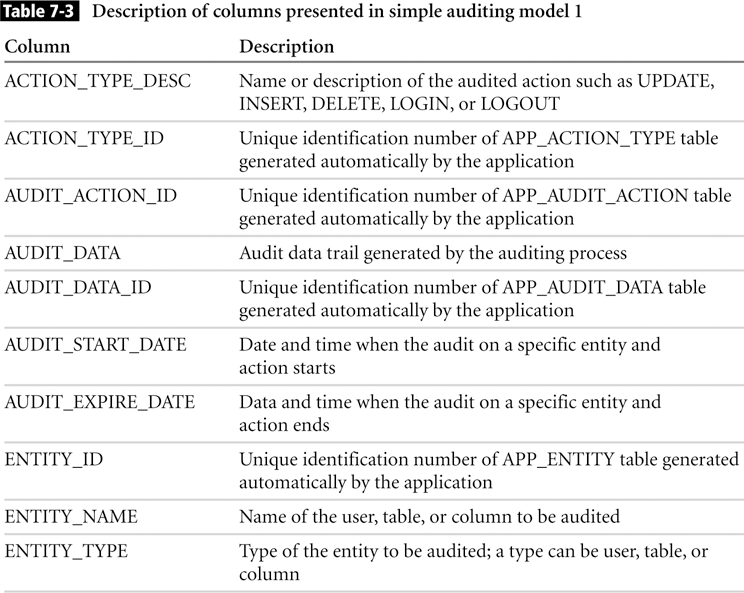 Table 7-3 Description of columns presented in simple auditing model 1
Column Description
ACTION_TYPE_DESC Name or description of the audited action such as UPDATE,
INSERT, DELETE, LOGIN, or LOGOUT
ACTION_TYPE_ID Unique identification number of APP_ACTION_TYPE table
generated automatically by the application
AUDIT_ACTION_ID Unique identification number of APP_AUDIT_ACTION table
generated automatically by the application
AUDIT_DATA Audit data trail generated by the auditing process
AUDIT_DATA_ID Unique identification number of APP_AUDIT_DATA table
generated automatically by the application
AUDIT_START_DATE Date and time when the audit on a specific entity and
action starts
AUDIT_EXPIRE_DATE Data and time when the audit on a specific entity and
action ends
ENTITY_ID Unique identification number of APP_ENTITY table generated
automatically by the application
ENTITY_NAME Name of the user, table, or column to be audited
ENTITY_TYPE Type of the entity to be audited; a type can be user, table, or
column